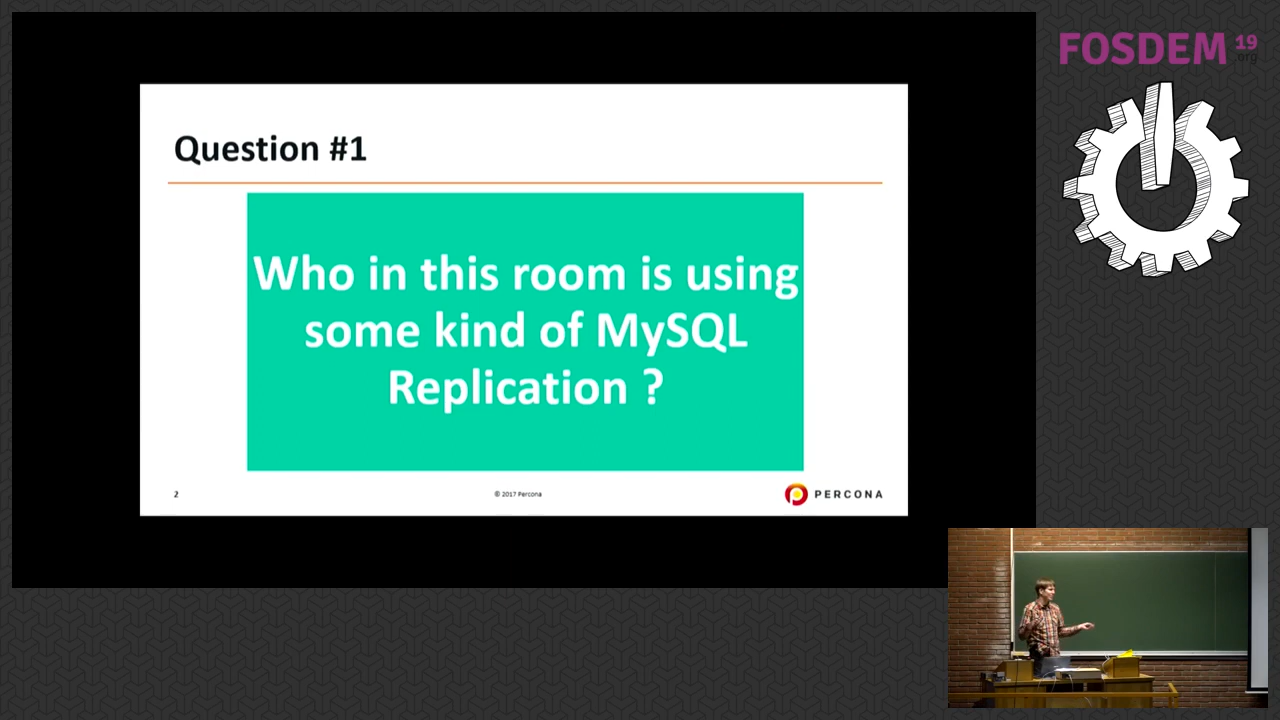 FOSDEM 19
.org
Question #1
Who in this room is using
some kind of MySQL
Replication ?
2
© 2017 Percona
PERCONA